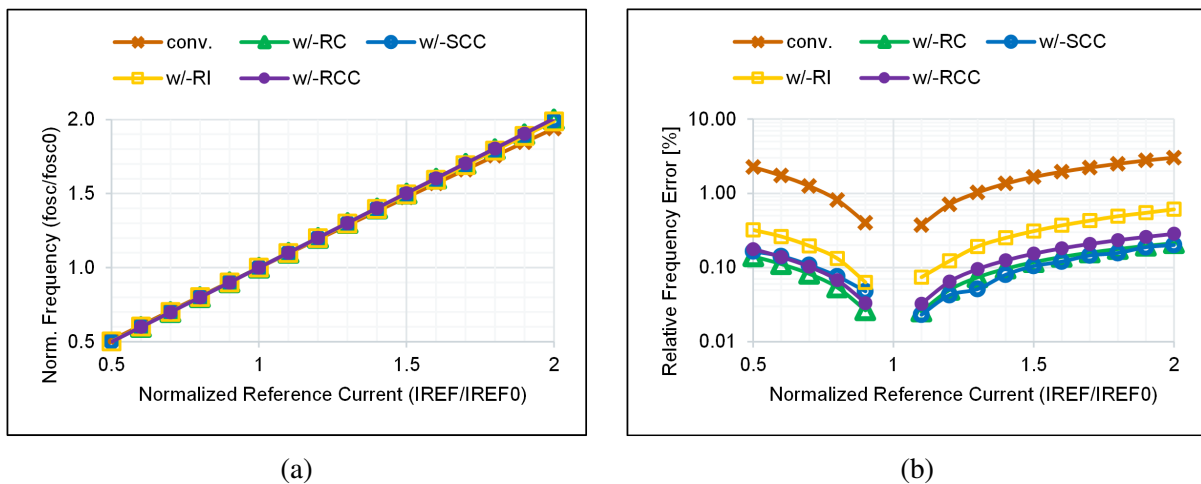 conv. w/-RC w/-SCC
w/-RI w/-RCC
Norm. Frequency (fosc/fosc0)
2.0
1.5
1.0
0.5
0.5 1 1.5 2
Normalized Reference Current (IREF/IREF0)
(a)
conv. w/-RC w/-SCC
w/-RI w/-RCC
Relative Frequency Error [%]
10.00
1.00
0.10
0.01
0.5 1 1.5 2
Normalized Reference Current (IREF/IREF0)
(b)